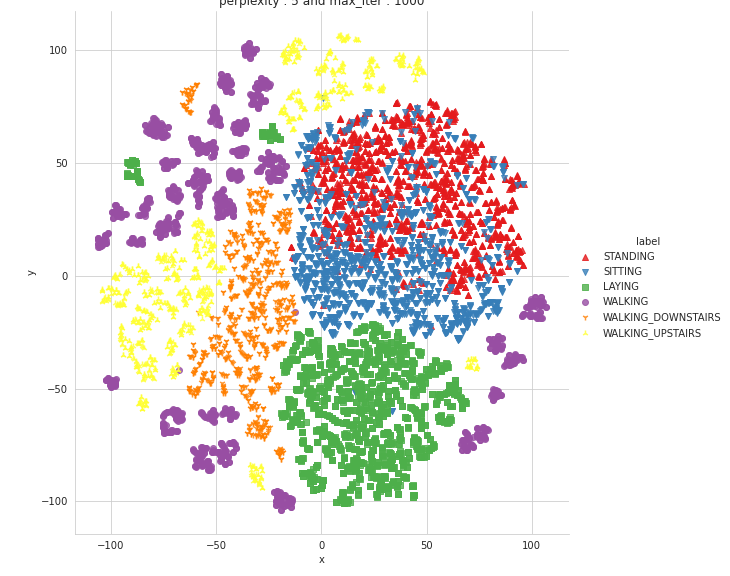 perplexity : 5 and max_iter : 1000
100
50
0
−50
−100
y
−100
−50
0
50
100
x
label
STANDING
SITTING
LAYING
WALKING
WALKING_DOWNSTAIRS
WALKING_UPSTAIRS